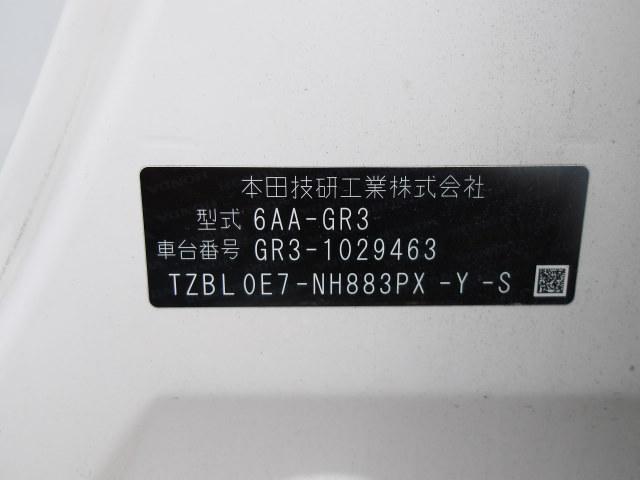 本田技研工業株式会社
型式 6AA-GR3
車台番号 GR3-1029463
TZBL0E7-NH883PX-Y-S